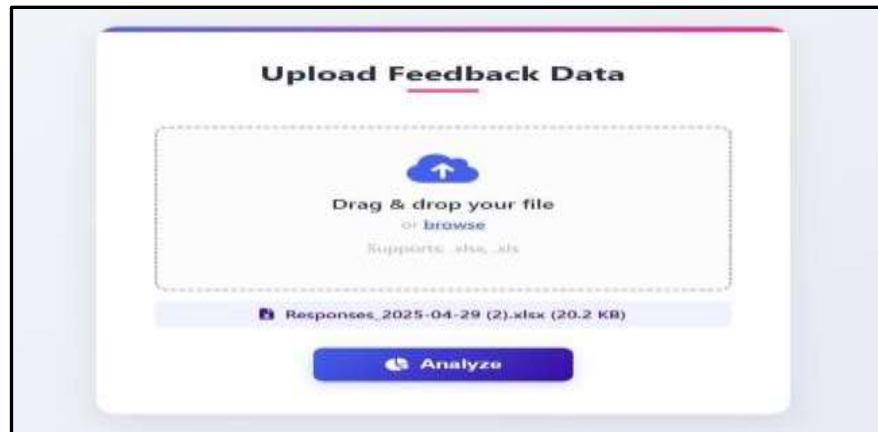 Upload Feedback Data
Drag & drop your file
or browse
Supports: .xlsx, .xls
Responses_2025-04-29 (2).xlsx (20.2 KB)
Analyze